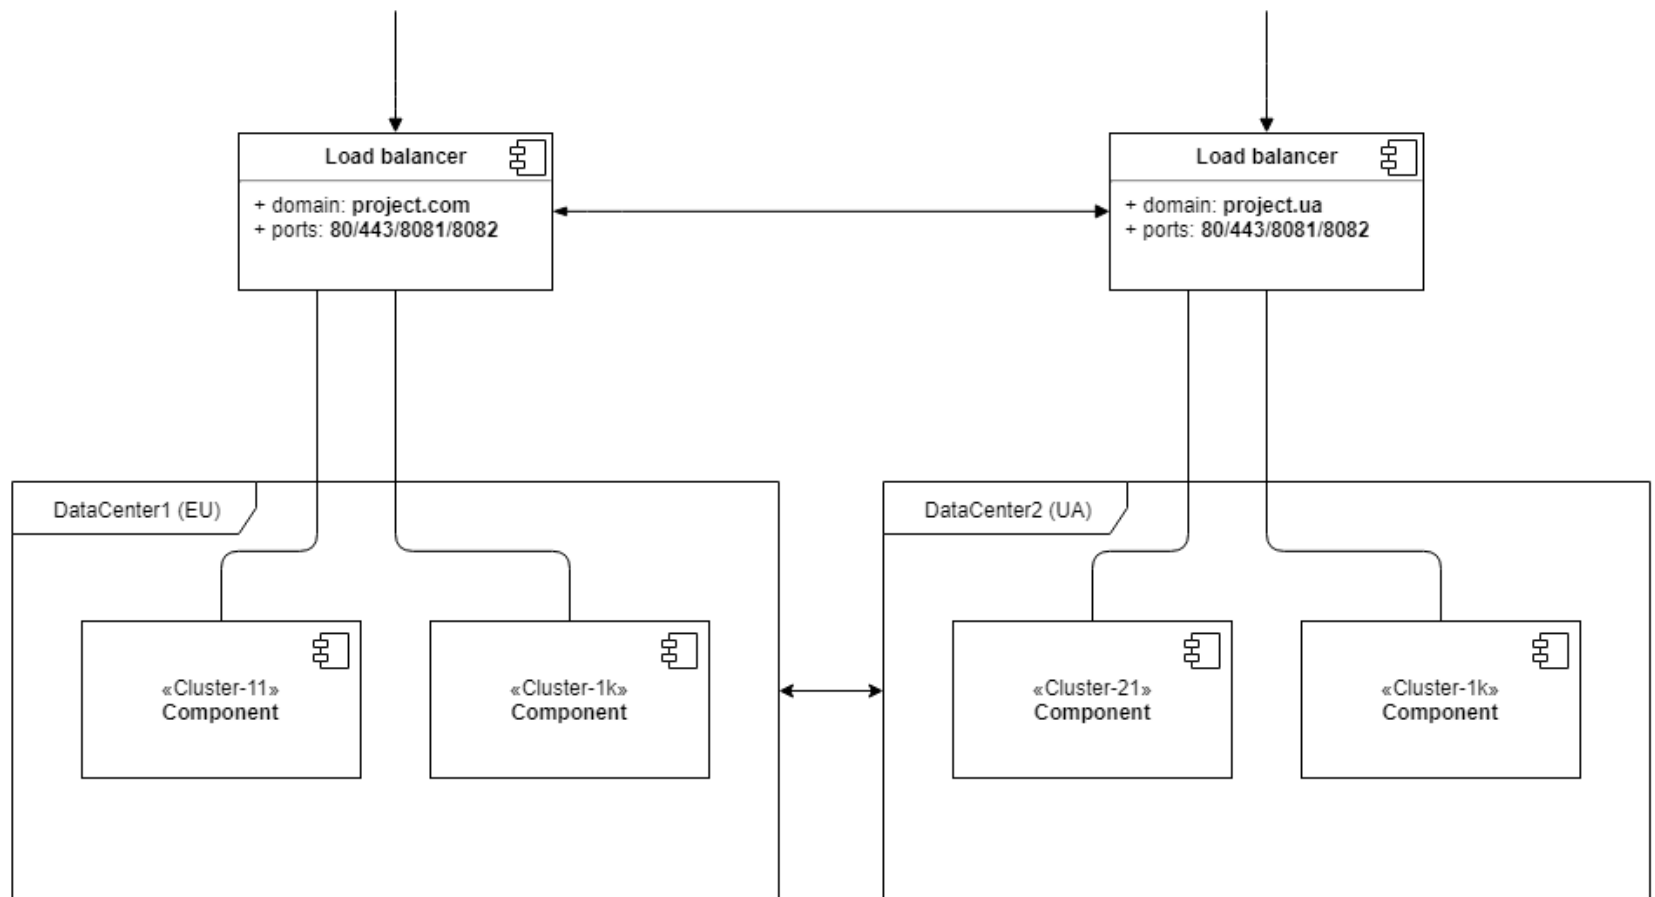 Load balancer
+ domain: project.com
+ ports: 80/443/8081/8082
Load balancer
+ domain: project.ua
+ ports: 80/443/8081/8082
DataCenter1 (EU)
«Cluster-11»
Component
«Cluster-1k»
Component
DataCenter2 (UA)
«Cluster-21»
Component
«Cluster-1k»
Component